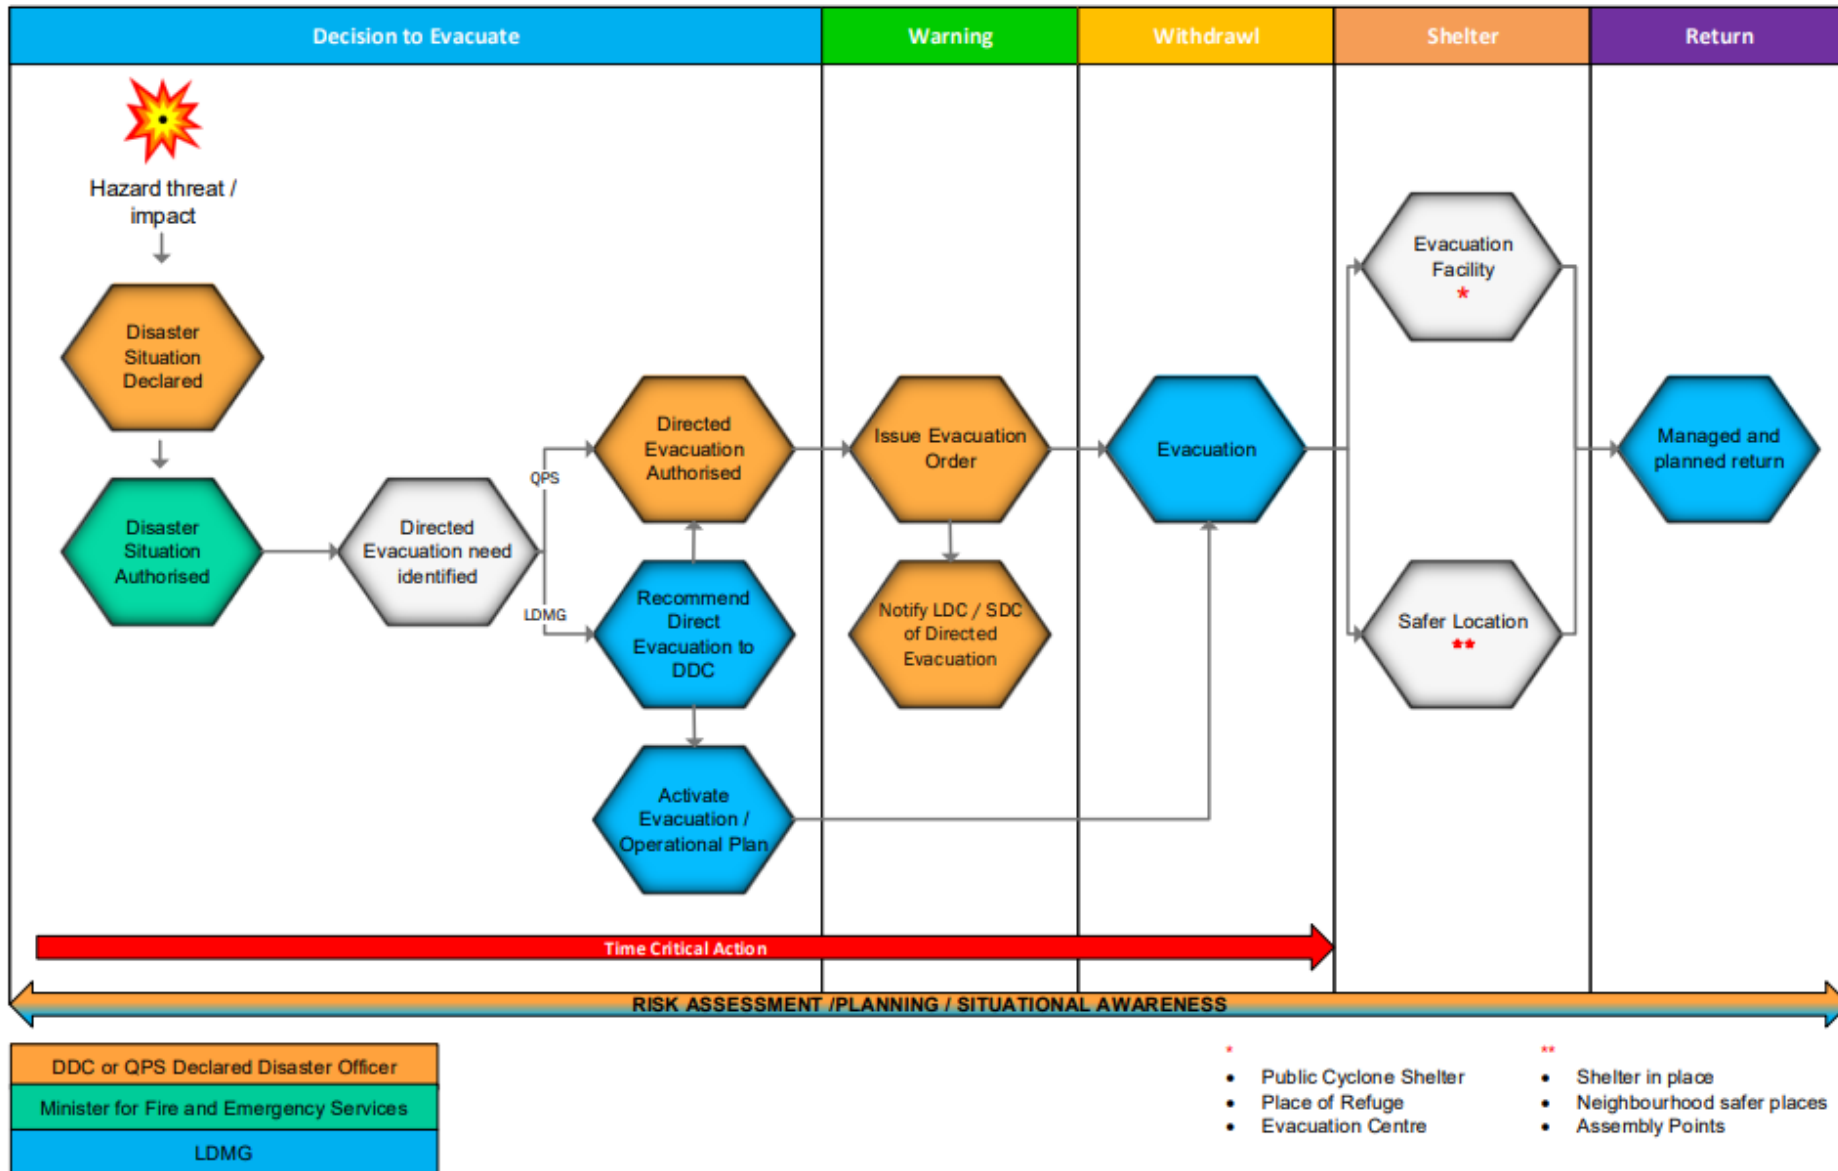 Decision to Evacuate
Warning
Withdrawl
Shelter
Return
Hazard threat /
impact
Disaster
Situation
Declared
Disaster
Situation
Authorised
Directed
Evacuation need
identified
QPS
LDMG
Directed
Evacuation
Authorised
Recommend
Direct
Evacuation to
DDC
Activate
Evacuation /
Operational Plan
Issue Evacuation
Order
Notify LDC / SDC
of Directed
Evacuation
Evacuation
Evacuation
Facility
*
Safer Location
**
Managed and
planned return
Time Critical Action
RISK ASSESSMENT /PLANNING / SITUATIONAL AWARENESS
DDC or QPS Declared Disaster Officer
Minister for Fire and Emergency Services
LDMG
*
• Public Cyclone Shelter
• Place of Refuge
• Evacuation Centre
**
• Shelter in place
• Neighbourhood safer places
• Assembly Points